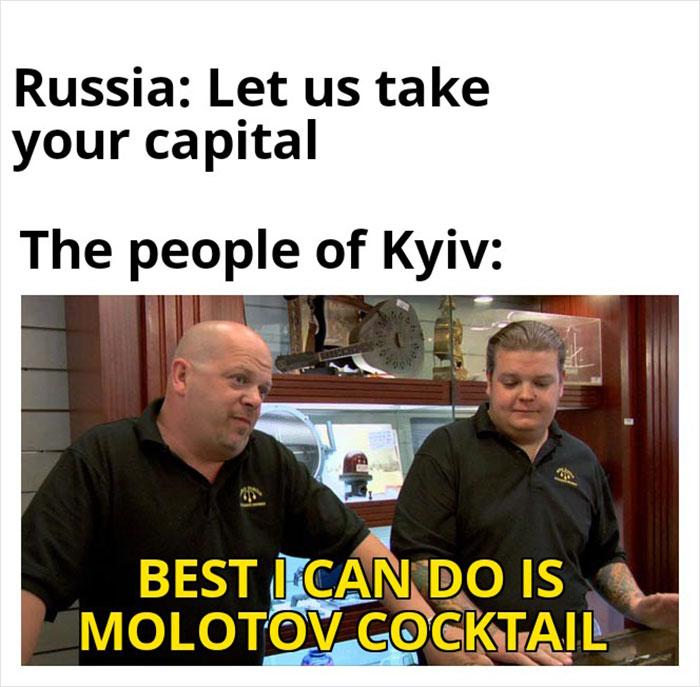 Russia: Let us take
your capital
The people of Kyiv:
BEST I CAN DO IS
MOLOTOV COCKTAIL